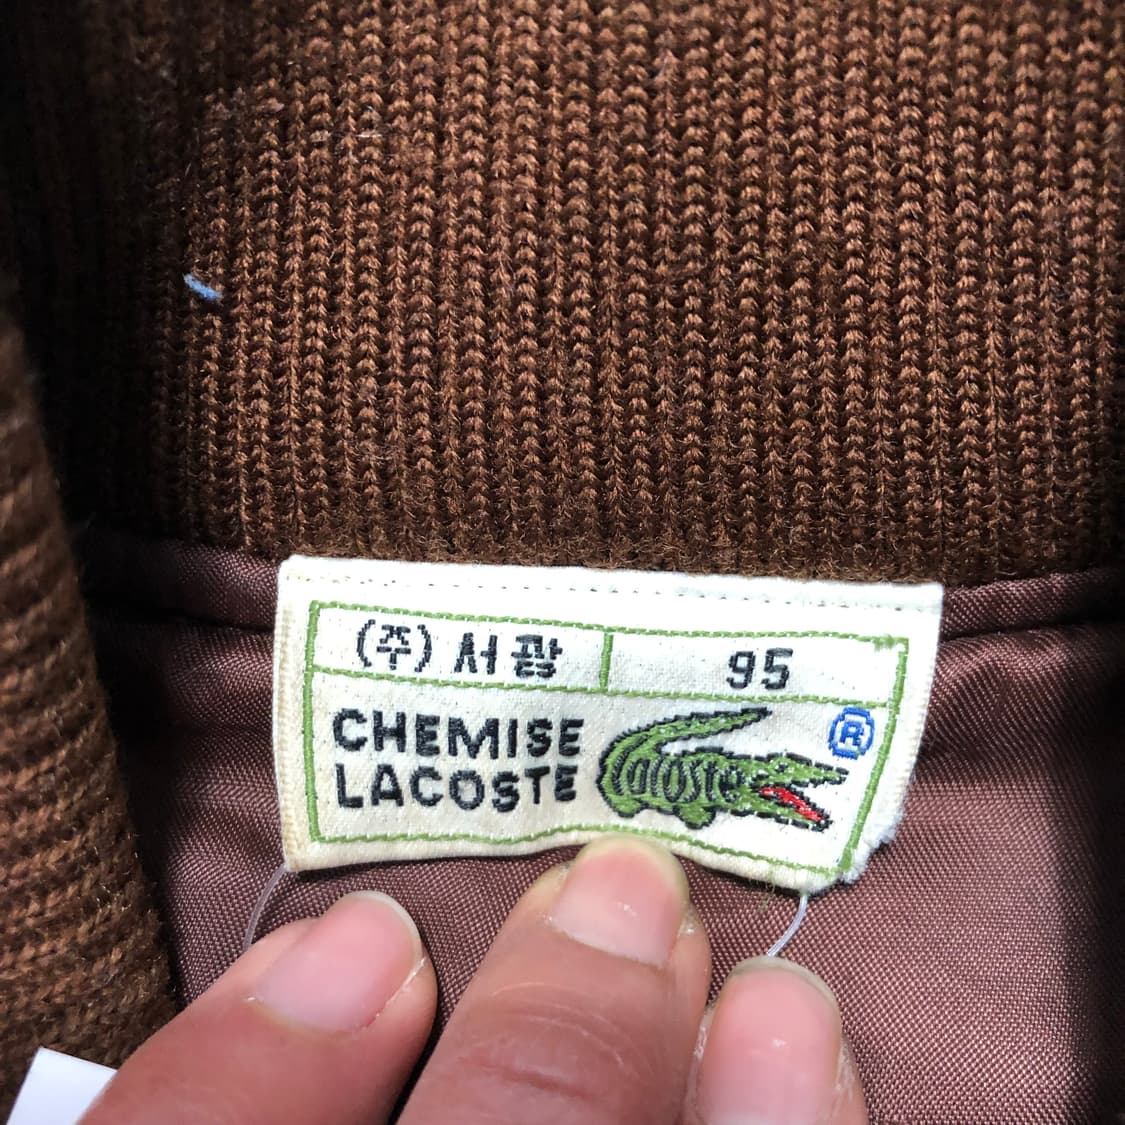 (주) 서광 95
CHEMISE
LACOSTE
Lacoste
®